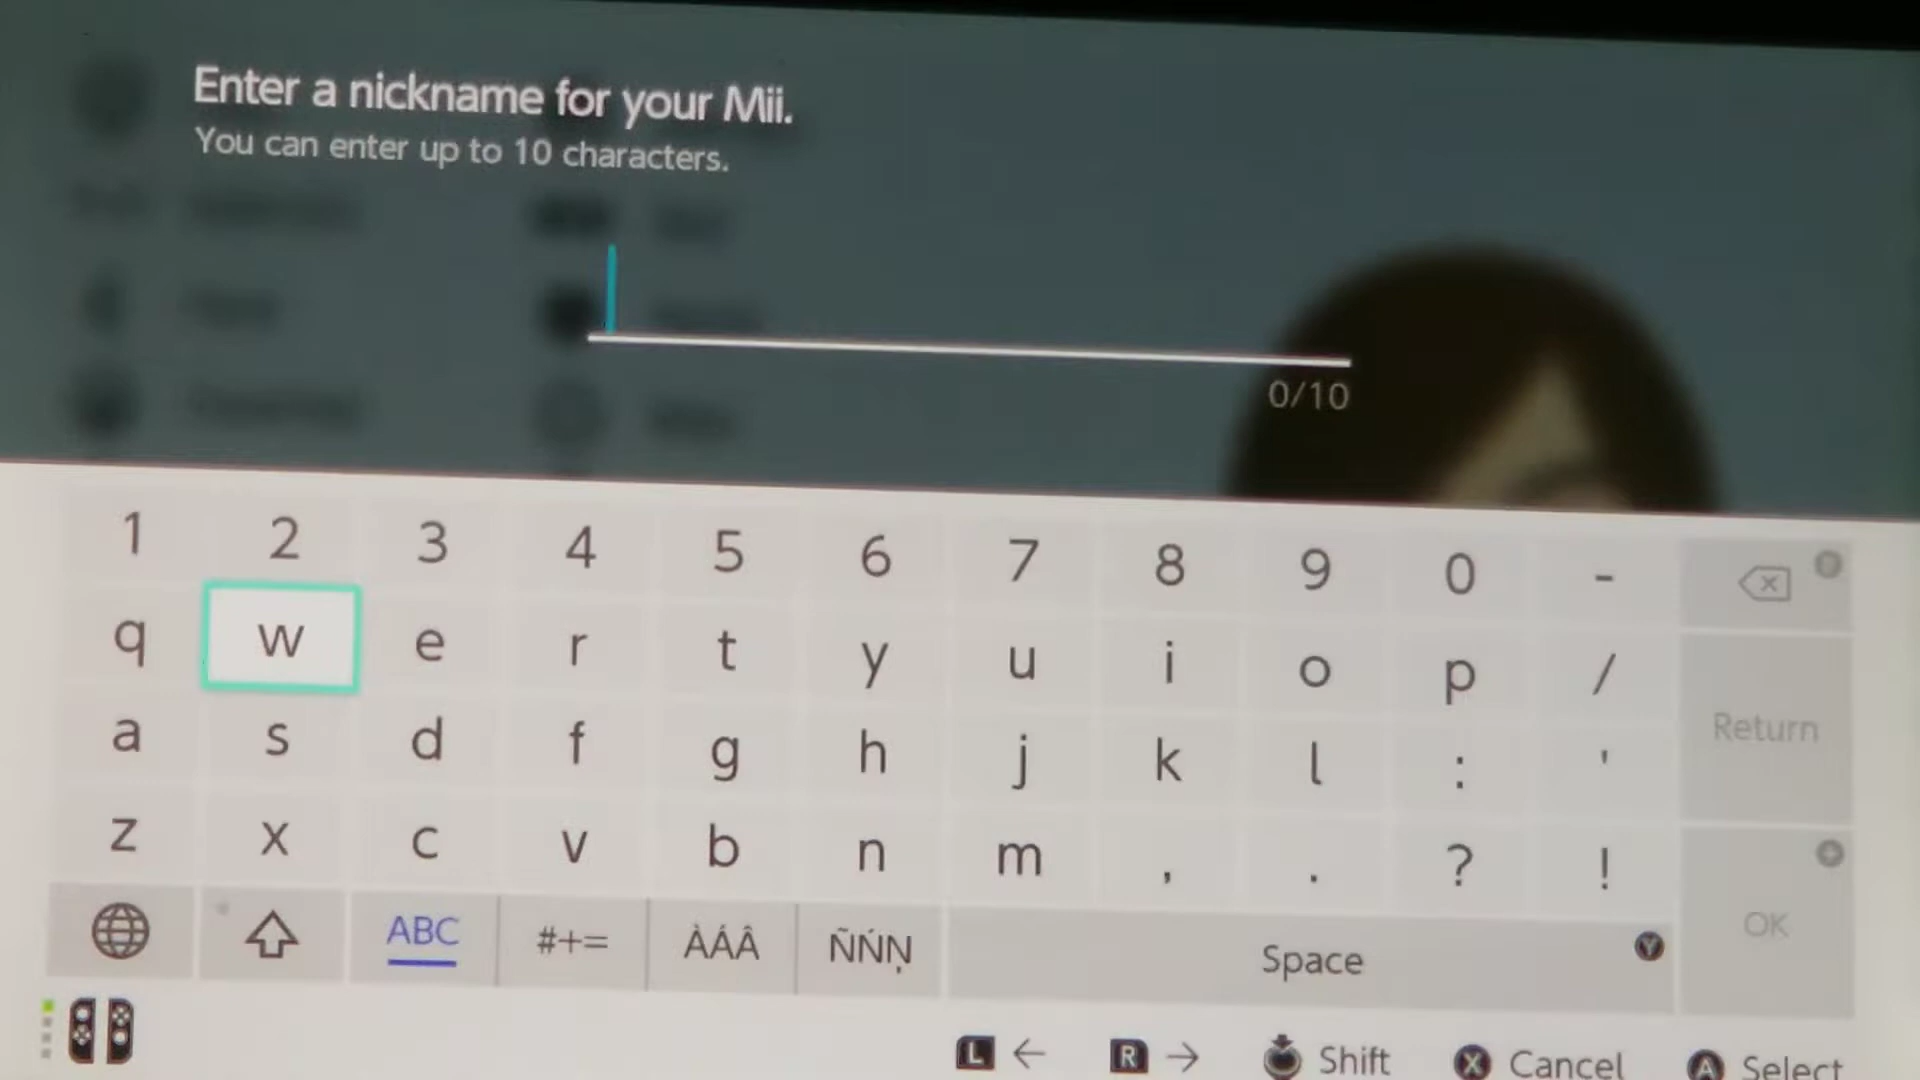 Enter a nickname for your Mii.
You can enter up to 10 characters.
0/10
1 2 3 4 5 6 7 8 9 0 -
q w e r t y u i o p /
a s d f g h j k l : '
z x c v b n m , . ? !
Return
OK
ABC #+= ÀÁÂ ÑŃŅ Space Y
L ← R → Shift X Cancel A Select